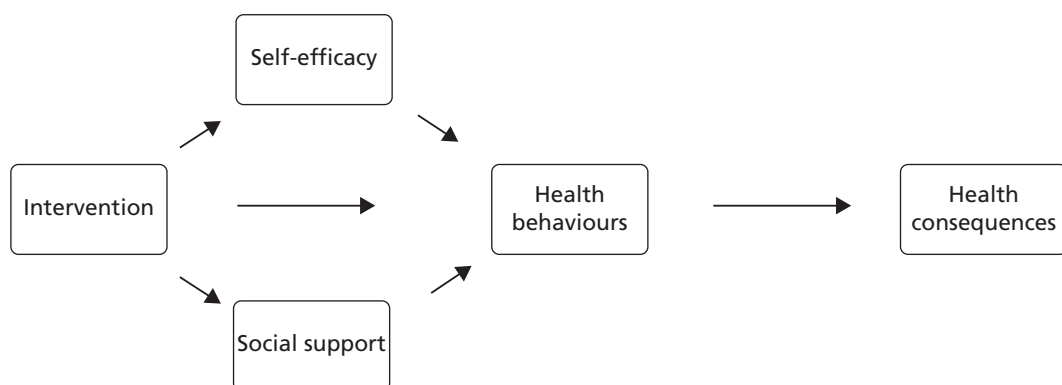 Self-efficacy
Intervention
Health
behaviours
Health
consequences
Social support